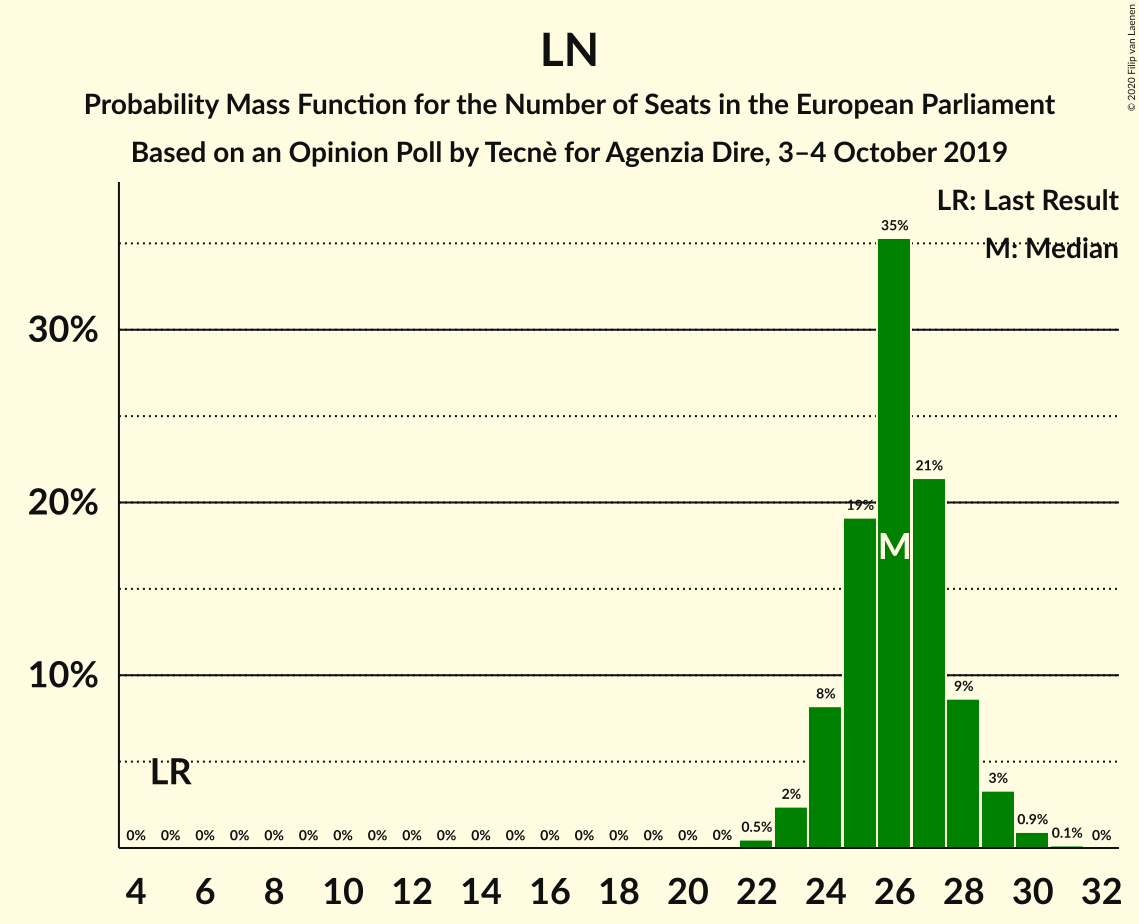 LN
Probability Mass Function for the Number of Seats in the European Parliament
Based on an Opinion Poll by Tecnè for Agenzia Dire, 3–4 October 2019
© 2020 Filip van Laenen
LR: Last Result
M: Median
35%
30%
21%
20%
19%
M
10%
9%
8%
LR
3%
2%
0% 0% 0% 0% 0% 0% 0% 0% 0% 0% 0% 0% 0% 0% 0% 0% 0% 0% 0.5% 0.9% 0.1% 0%
4 6 8 10 12 14 16 18 20 22 24 26 28 30 32